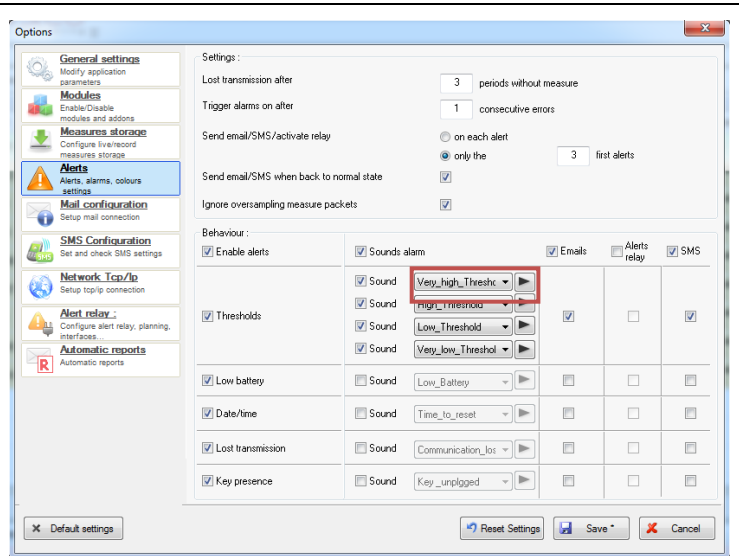 Options
General settings
Modify application
parameters
Modules
Enable/Disable
modules and addons
Measures storage
Configure live/record
measures storage
Alerts
Alerts, alarms, colours
settings
Mail configuration
Setup mail connection
SMS Configuration
Set and check SMS settings
Network Tcp/Ip
Setup tcp/ip connection
Alert relay :
Configure alert relay, planning,
interfaces...
Automatic reports
Automatic reports
Settings :
Lost transmission after 3 periods without measure
Trigger alarms on after 1 consecutive errors
Send email/SMS/activate relay on each alert
only the 3 first alerts
Send email/SMS when back to normal state
Ignore oversampling measure packets
Behaviour :
Enable alerts Sounds alarm Emails Alerts relay SMS
Sound Very_high_Threshc
Sound High_Threshold
Thresholds
Sound Low_Threshold
Sound Very_low_Threshol
Low battery Sound Low_Battery
Date/time Sound Time_to_reset
Lost transmission Sound Communication_los
Key presence Sound Key_unplgged
Default settings Reset Settings Save * Cancel